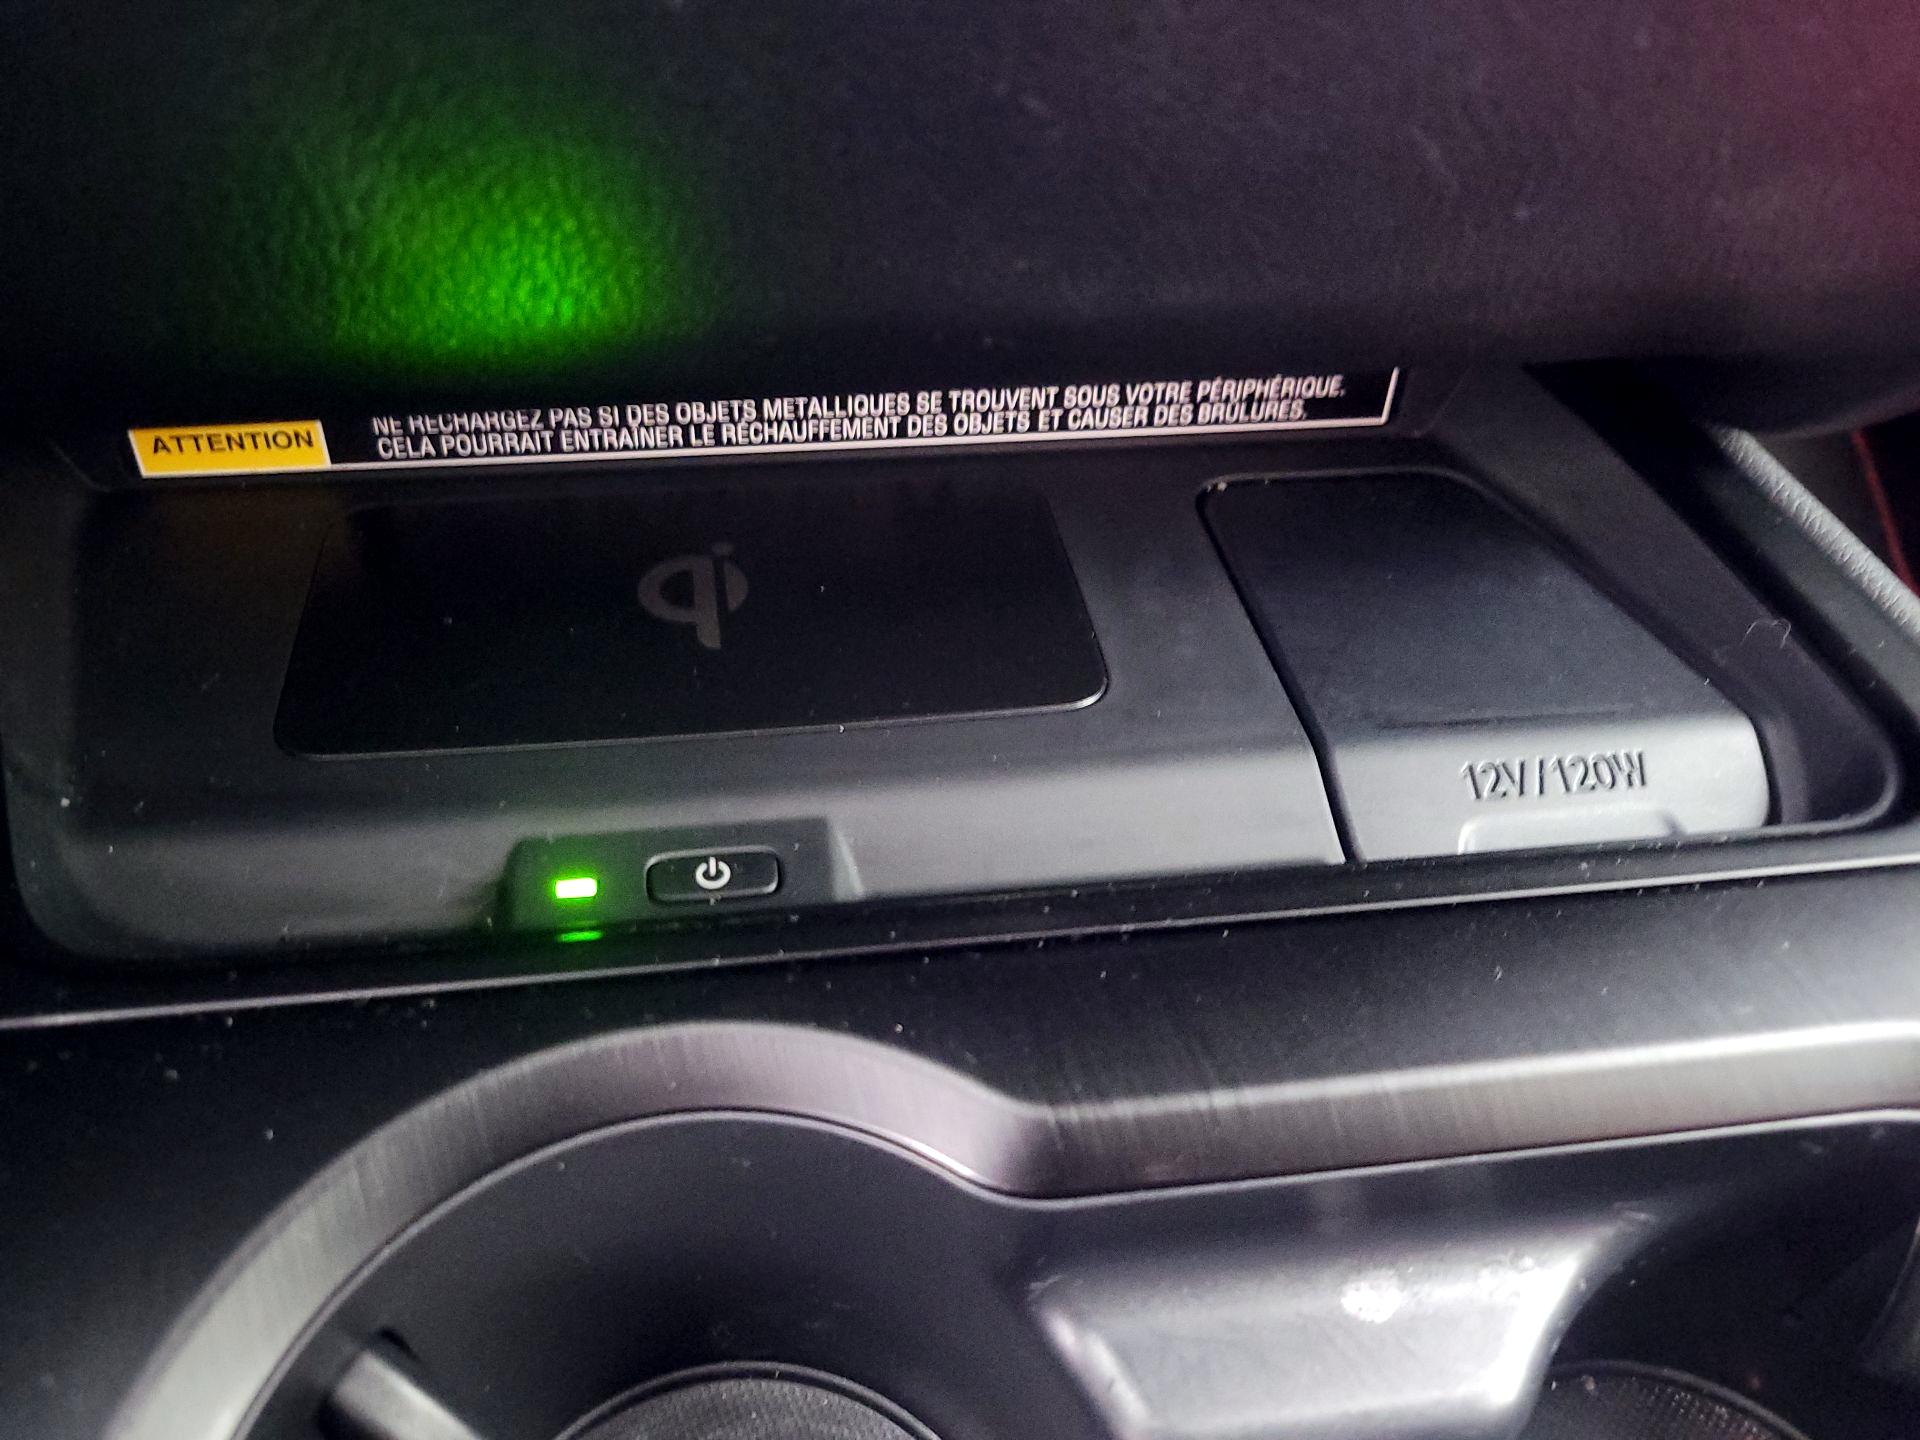 ATTENTION
NE RECHARGEZ PAS SI DES OBJETS METALLIQUES SE TROUVENT SOUS VOTRE PÉRIPHÉRIQUE.
CELA POURRAIT ENTRAÎNER LE RÉCHAUFFEMENT DES OBJETS ET CAUSER DES BRÛLURES.
qi
12V/120W